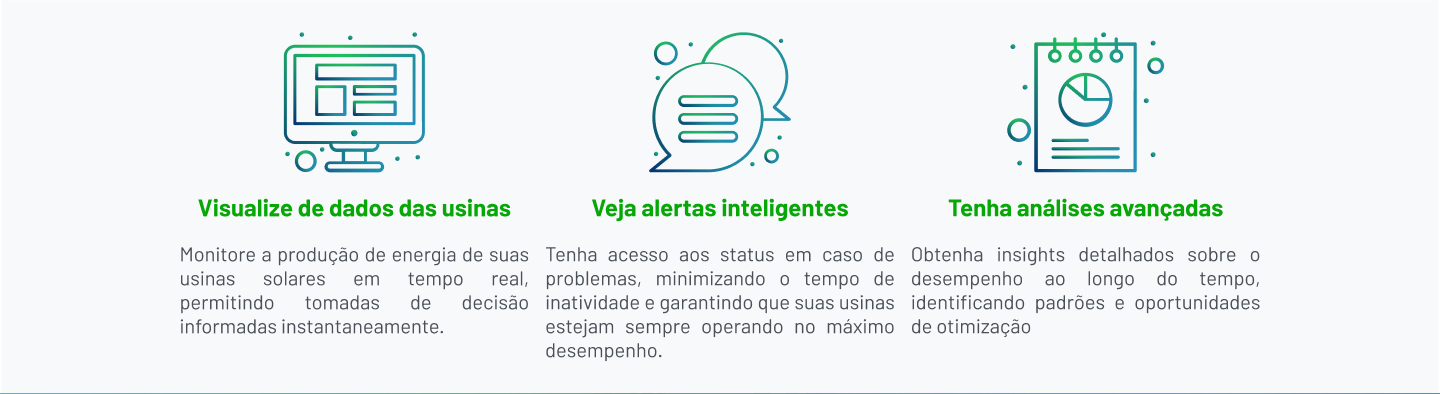 Visualize de dados das usinas
Monitore a produção de energia de suas
usinas solares em tempo real,
permitindo tomadas de decisão
informadas instantaneamente.
Veja alertas inteligentes
Tenha acesso aos status em caso de
problemas, minimizando o tempo de
inatividade e garantindo que suas usinas
estejam sempre operando no máximo
desempenho.
Tenha análises avançadas
Obtenha insights detalhados sobre o
desempenho ao longo do tempo,
identificando padrões e oportunidades
de otimização